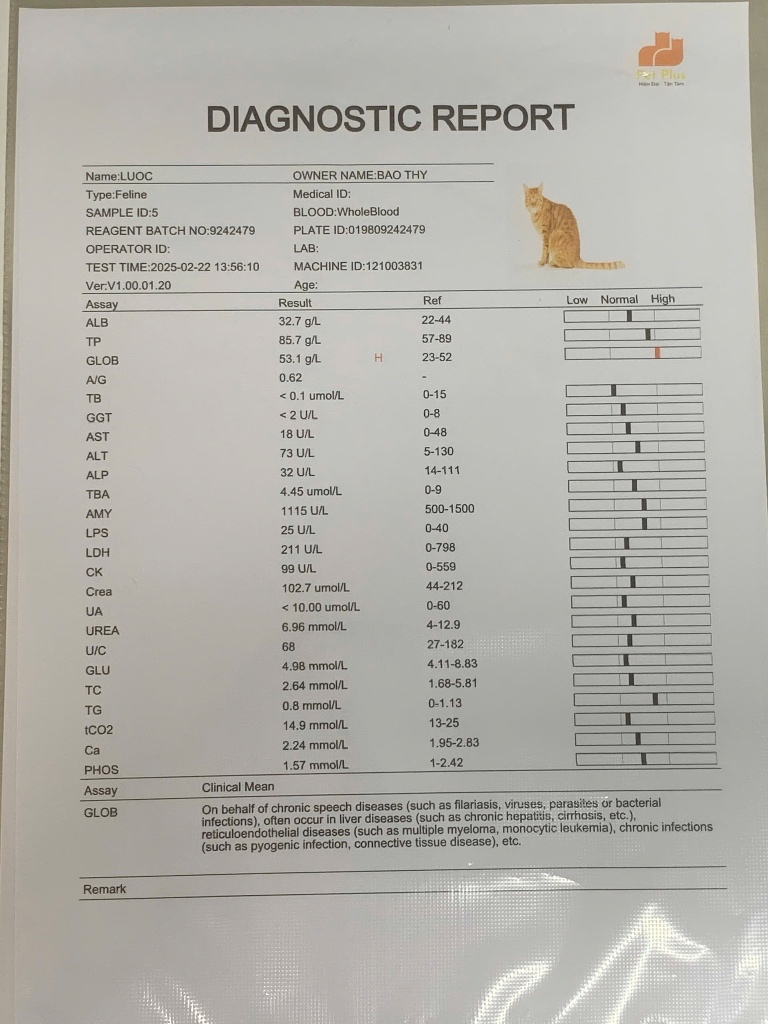 Pet Plus
Hiện Đại - Tận Tâm
DIAGNOSTIC REPORT
Name:LUOC OWNER NAME:BAO THY
Type:Feline Medical ID:
SAMPLE ID:5 BLOOD:WholeBlood
REAGENT BATCH NO:9242479 PLATE ID:019809242479
OPERATOR ID: LAB:
TEST TIME:2025-02-22 13:56:10 MACHINE ID:121003831
Ver:V1.00.01.20 Age:
Assay Result Ref Low Normal High
ALB 32.7 g/L 22-44
TP 85.7 g/L 57-89
GLOB 53.1 g/L H 23-52
A/G 0.62 -
TB < 0.1 umol/L 0-15
GGT < 2 U/L 0-8
AST 18 U/L 0-48
ALT 73 U/L 5-130
ALP 32 U/L 14-111
TBA 4.45 umol/L 0-9
AMY 1115 U/L 500-1500
LPS 25 U/L 0-40
LDH 211 U/L 0-798
CK 99 U/L 0-559
Crea 102.7 umol/L 44-212
UA < 10.00 umol/L 0-60
UREA 6.96 mmol/L 4-12.9
U/C 68 27-182
GLU 4.98 mmol/L 4.11-8.83
TC 2.64 mmol/L 1.68-5.81
TG 0.8 mmol/L 0-1.13
tCO2 14.9 mmol/L 13-25
Ca 2.24 mmol/L 1.95-2.83
PHOS 1.57 mmol/L 1-2.42
Assay Clinical Mean
GLOB On behalf of chronic speech diseases (such as filariasis, viruses, parasites or bacterial
infections), often occur in liver diseases (such as chronic hepatitis, cirrhosis, etc.),
reticuloendothelial diseases (such as multiple myeloma, monocytic leukemia), chronic infections
(such as pyogenic infection, connective tissue disease), etc.
Remark